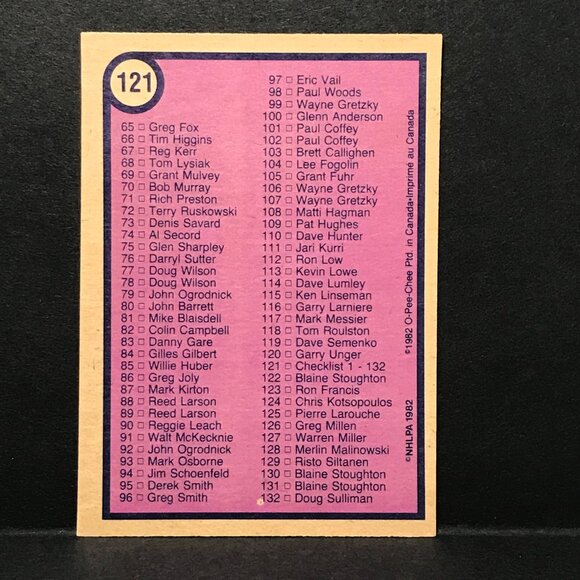 121
65 □ Greg Fox
66 □ Tim Higgins
67 □ Reg Kerr
68 □ Tom Lysiak
69 □ Grant Mulvey
70 □ Bob Murray
71 □ Rich Preston
72 □ Terry Ruskowski
73 □ Denis Savard
74 □ Al Secord
75 □ Glen Sharpley
76 □ Darryl Sutter
77 □ Doug Wilson
78 □ Doug Wilson
79 □ John Ogrodnick
80 □ John Barrett
81 □ Mike Blaisdell
82 □ Colin Campbell
83 □ Danny Gare
84 □ Gilles Gilbert
85 □ Willie Huber
86 □ Greg Joly
87 □ Mark Kirton
88 □ Reed Larson
89 □ Reed Larson
90 □ Reggie Leach
91 □ Walt McKecknie
92 □ John Ogrodnick
93 □ Mark Osborne
94 □ Jim Schoenfeld
95 □ Derek Smith
96 □ Greg Smith
97 □ Eric Vail
98 □ Paul Woods
99 □ Wayne Gretzky
100 □ Glenn Anderson
101 □ Paul Coffey
102 □ Paul Coffey
103 □ Brett Callighen
104 □ Lee Fogolin
105 □ Grant Fuhr
106 □ Wayne Gretzky
107 □ Wayne Gretzky
108 □ Matti Hagman
109 □ Pat Hughes
110 □ Dave Hunter
111 □ Jari Kurri
112 □ Ron Low
113 □ Kevin Lowe
114 □ Dave Lumley
115 □ Ken Linseman
116 □ Garry Larniere
117 □ Mark Messier
118 □ Tom Roulston
119 □ Dave Semenko
120 □ Garry Unger
121 □ Checklist 1 - 132
122 □ Blaine Stoughton
123 □ Ron Francis
124 □ Chris Kotsopoulos
125 □ Pierre Larouche
126 □ Greg Millen
127 □ Warren Miller
128 □ Merlin Malinowski
129 □ Risto Siltanen
130 □ Blaine Stoughton
131 □ Blaine Stoughton
132 □ Doug Sulliman
©NHLPA 1982
©1982 O-Pee-Chee Ptd. in Canada-Imprimé au Canada